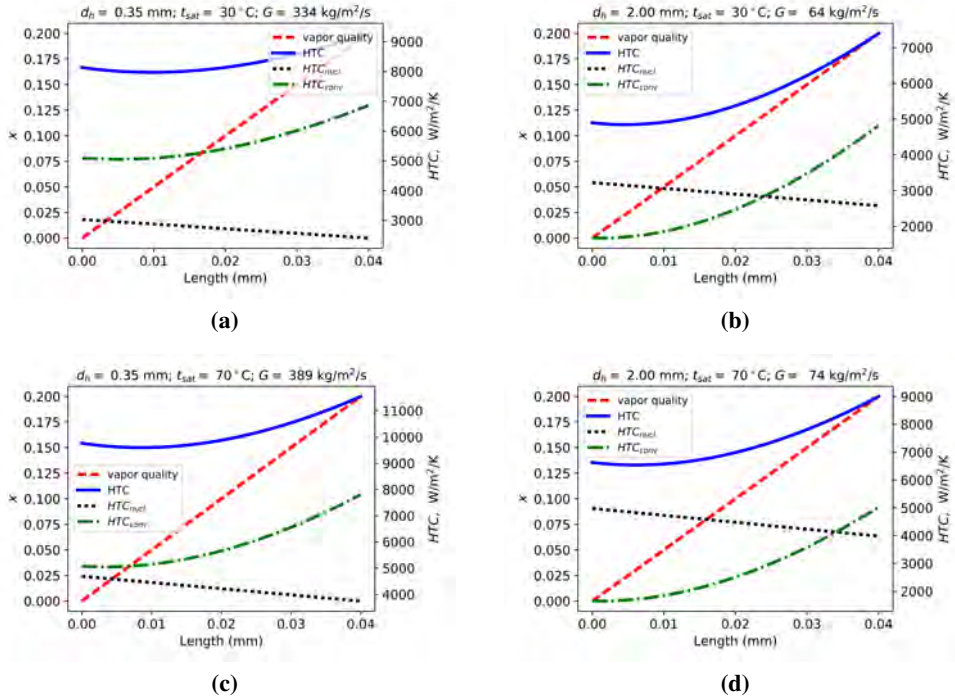 d_h = 0.35 mm; t_sat = 30°C; G = 334 kg/m²/s
0.200
0.175
0.150
0.125
0.100
0.075
0.050
0.025
0.000
x
vapor quality
HTC
HTC_nucl
HTC_conv
9000
8000
7000
6000
5000
4000
3000
HTC, W/m²/K
0.00 0.01 0.02 0.03 0.04
Length (mm)
(a)
d_h = 2.00 mm; t_sat = 30°C; G = 64 kg/m²/s
0.200
0.175
0.150
0.125
0.100
0.075
0.050
0.025
0.000
x
vapor quality
HTC
HTC_nucl
HTC_conv
7000
6000
5000
4000
3000
2000
HTC, W/m²/K
0.00 0.01 0.02 0.03 0.04
Length (mm)
(b)
d_h = 0.35 mm; t_sat = 70°C; G = 389 kg/m²/s
0.200
0.175
0.150
0.125
0.100
0.075
0.050
0.025
0.000
x
vapor quality
HTC
HTC_nucl
HTC_conv
11000
10000
9000
8000
7000
6000
5000
4000
HTC, W/m²/K
0.00 0.01 0.02 0.03 0.04
Length (mm)
(c)
d_h = 2.00 mm; t_sat = 70°C; G = 74 kg/m²/s
0.200
0.175
0.150
0.125
0.100
0.075
0.050
0.025
0.000
x
vapor quality
HTC
HTC_nucl
HTC_conv
9000
8000
7000
6000
5000
4000
3000
2000
HTC, W/m²/K
0.00 0.01 0.02 0.03 0.04
Length (mm)
(d)